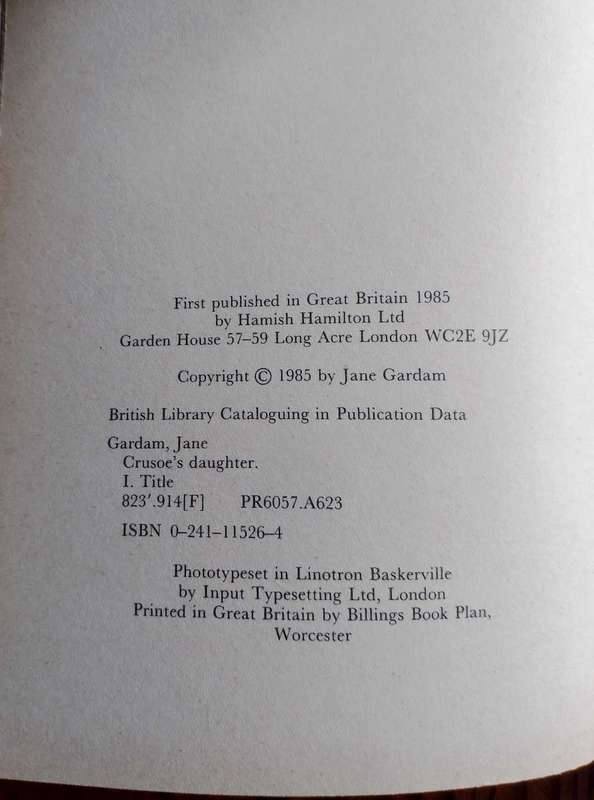 First published in Great Britain 1985
by Hamish Hamilton Ltd
Garden House 57–59 Long Acre London WC2E 9JZ
Copyright © 1985 by Jane Gardam
British Library Cataloguing in Publication Data
Gardam, Jane
Crusoe's daughter.
I. Title
823′.914[F] PR6057.A623
ISBN 0–241–11526–4
Phototypeset in Linotron Baskerville
by Input Typesetting Ltd, London
Printed in Great Britain by Billings Book Plan,
Worcester